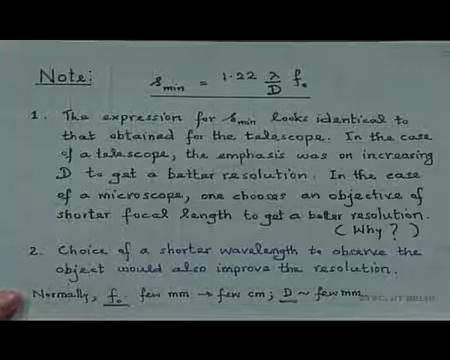 Note: s_min = 1.22 λ/D f₀
1. The expression for s_min looks identical to
that obtained for the telescope. In the case
of a telescope, the emphasis was on increasing
D to get a better resolution. In the case
of a microscope, one chooses an objective of
shorter focal length to get a better resolution.
(Why?)
2. Choice of a shorter wavelength to observe the
object would also improve the resolution.
Normally, f₀ few mm → few cm; D ~ few mm.